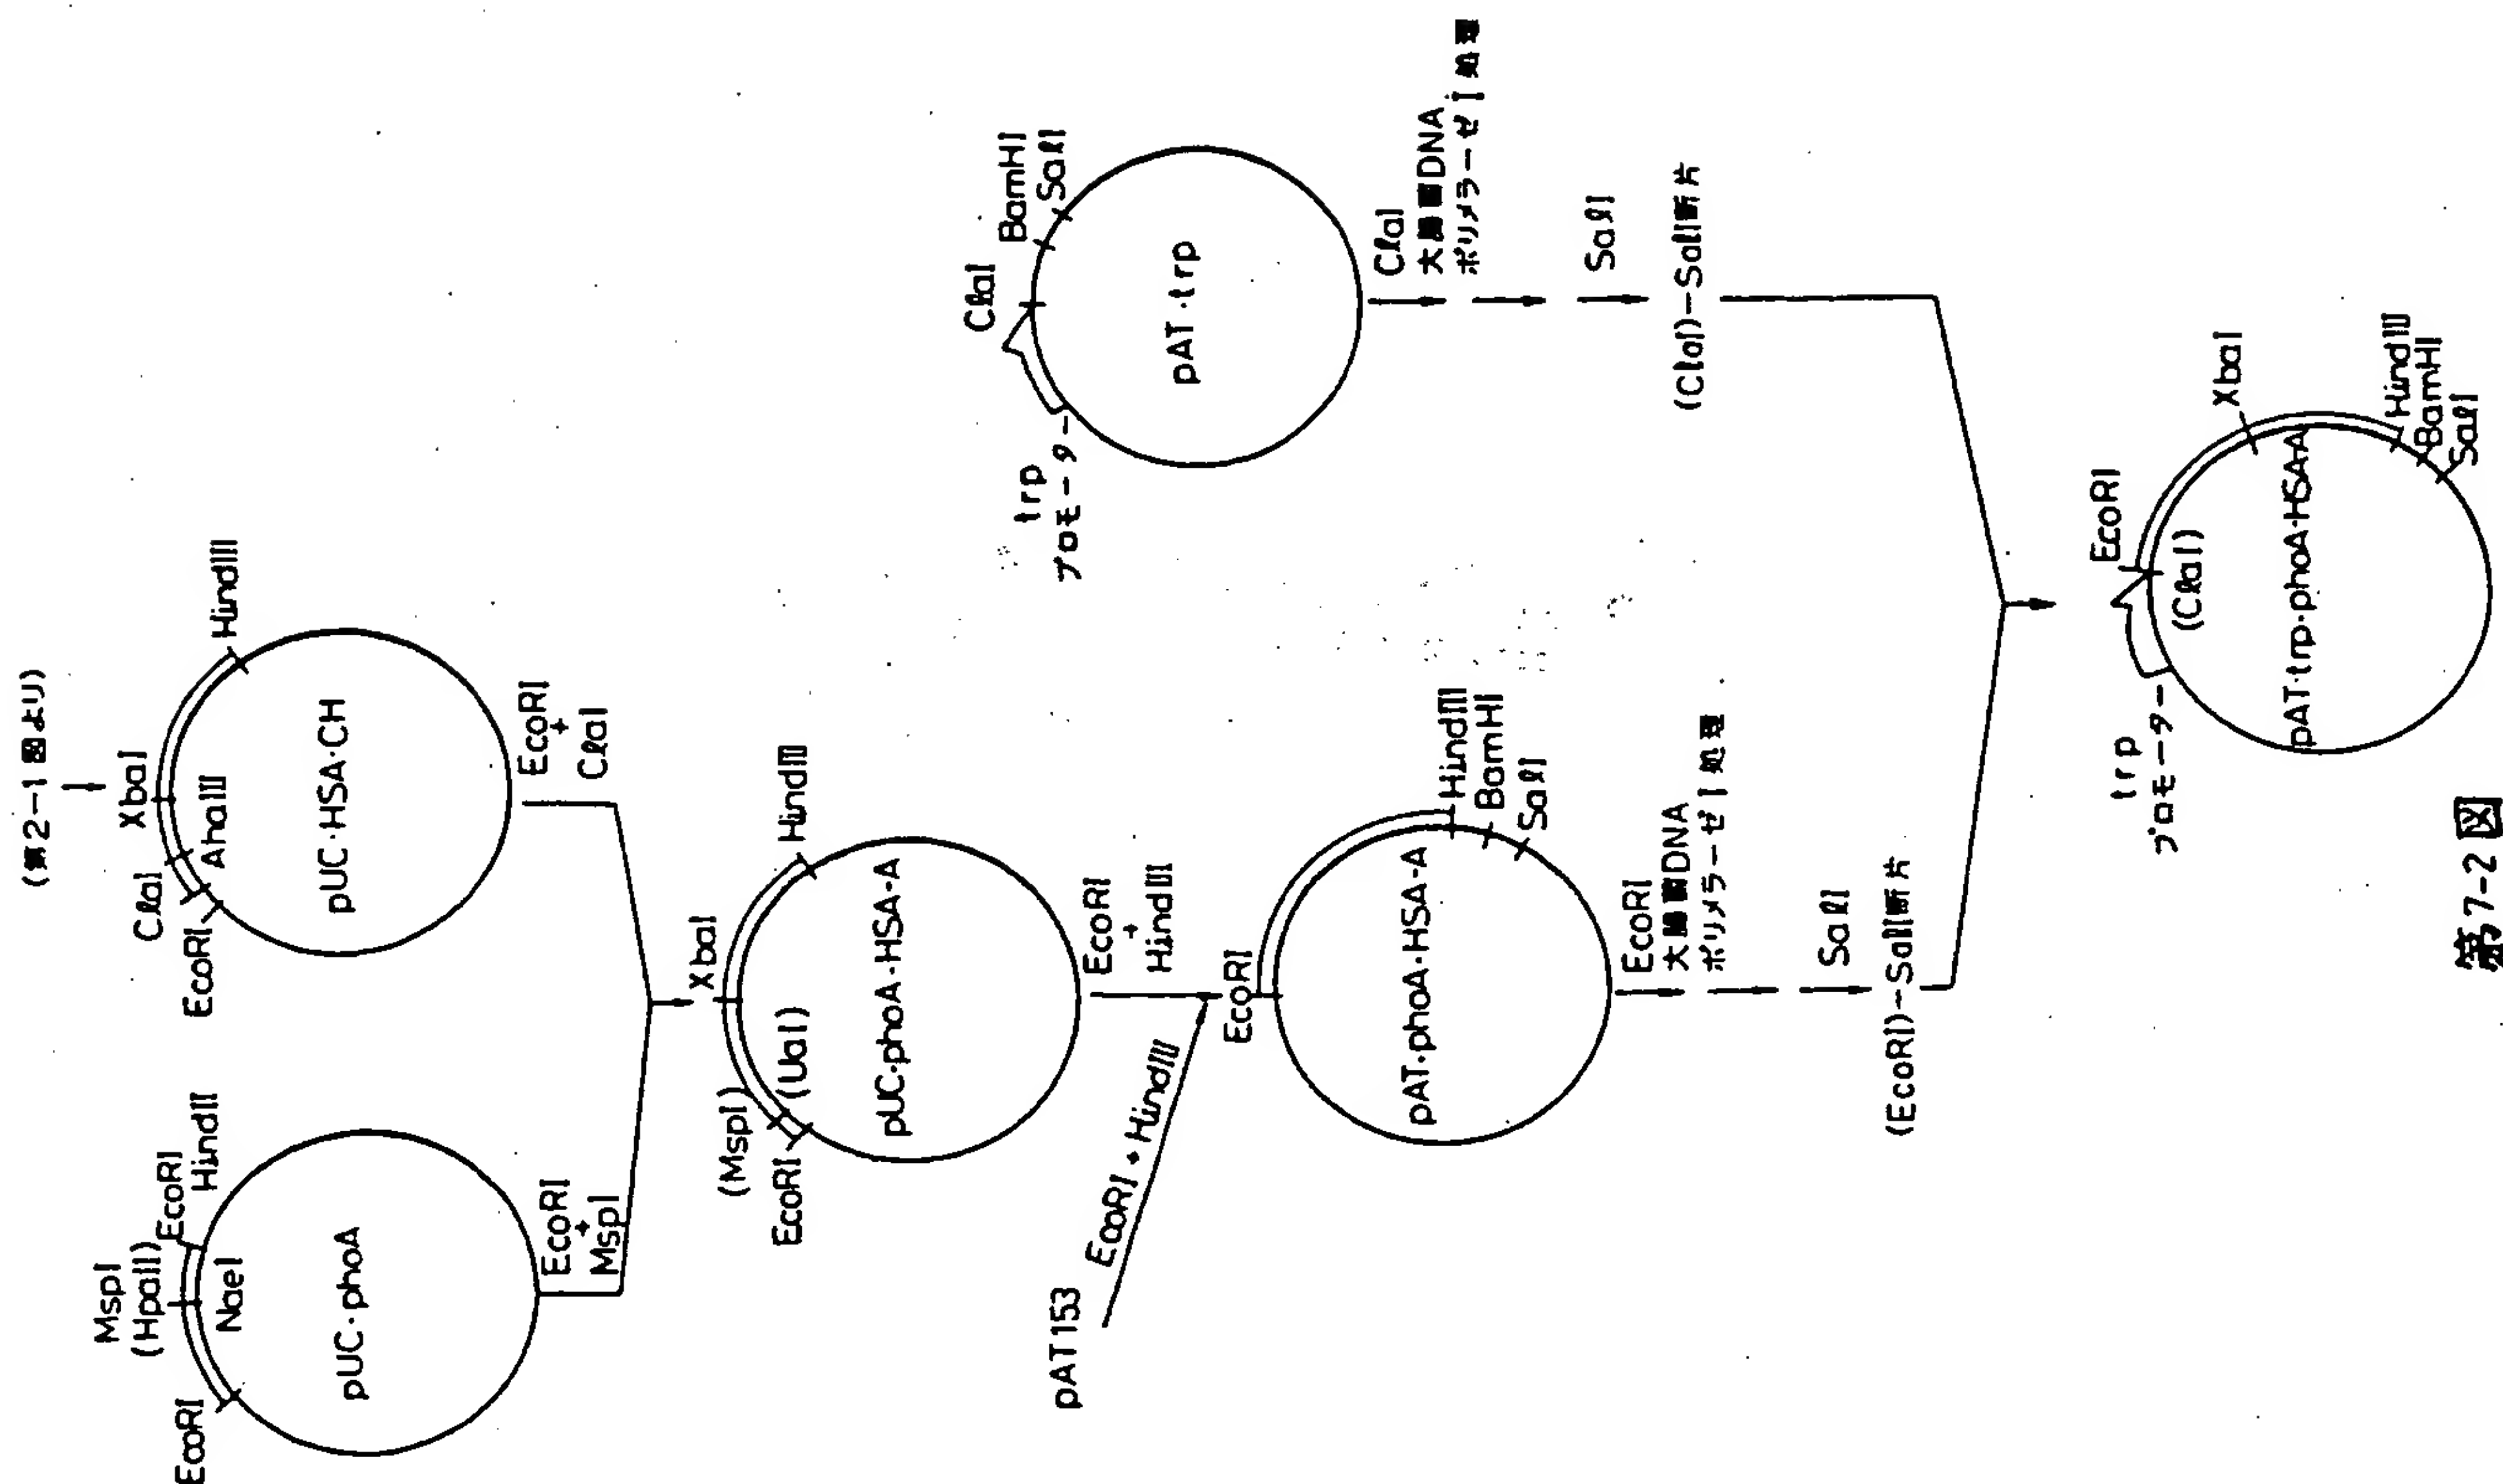 (第2-1図より)
MspI
(HpaII)
EcoRI
EcoRI
HindIII
NaeI
pUC·phoA
EcoRI
+
MspI
XbaI
ClaI
EcoRI
AhaIII
HindIII
pUC·HSA·CH
EcoRI
+
ClaI
XbaI
(MspI)
EcoRI
HindIII
pUC·phoA·HSA-A
EcoRI
+
HindIII
pAT153
EcoRI + HindIII
EcoRI
HindIII
BamHI
SalI
pAT·phoA·HSA-A
EcoRI
大腸菌DNA
ポリメラーゼI処理
SalI
(EcoRI)-SalI断片
ClaI
BamHI
SalI
trp
プロモーター
pAT·trp
ClaI
大腸菌DNA
ポリメラーゼI処理
SalI
(ClaI)-SalI断片
EcoRI
XbaI
(ClaI)
trp
プロモーター
HindIII
BamHI
SalI
pAT·trp·phoA·HSA-A
第7-2図